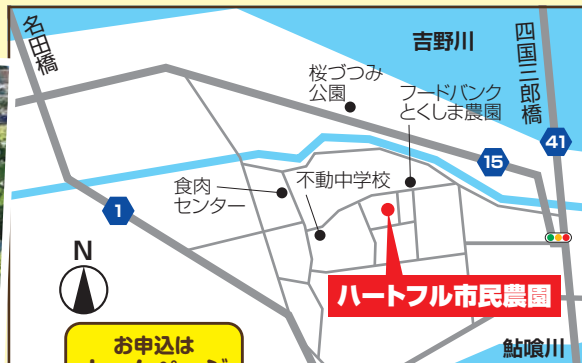 名田橋
吉野川
四国三郎橋
桜づつみ
公園
フードバンク
とくしま農園
41
15
食肉
センター
不動中学校
1
N
ハートフル市民農園
お申込は
鮎喰川